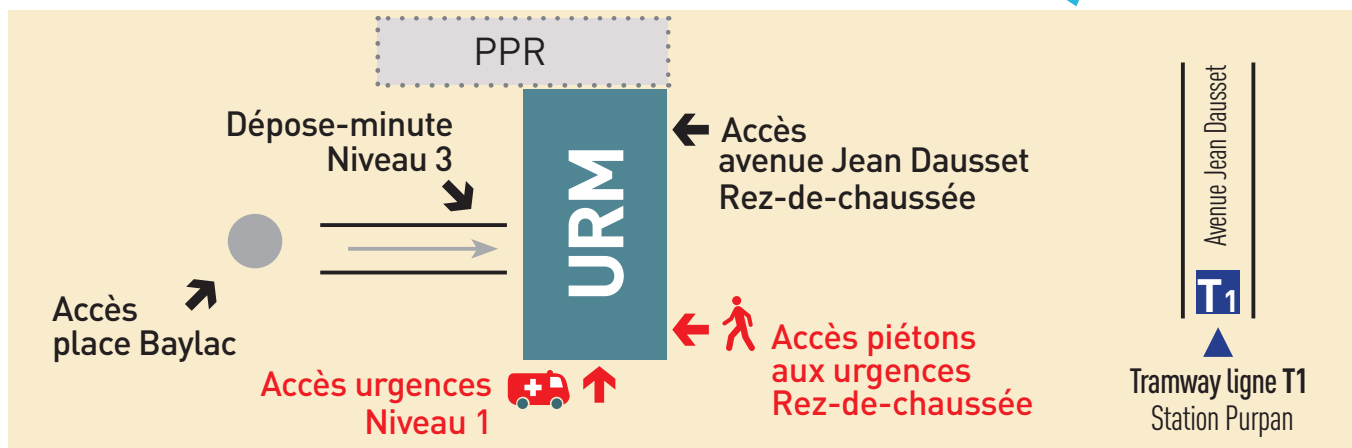 PPR
Dépose-minute
Niveau 3
URM
Accès
avenue Jean Dausset
Rez-de-chaussée
Avenue Jean Dausset
Accès
place Baylac
T1
Accès urgences
Niveau 1
Accès piétons
aux urgences
Rez-de-chaussée
Tramway ligne T1
Station Purpan